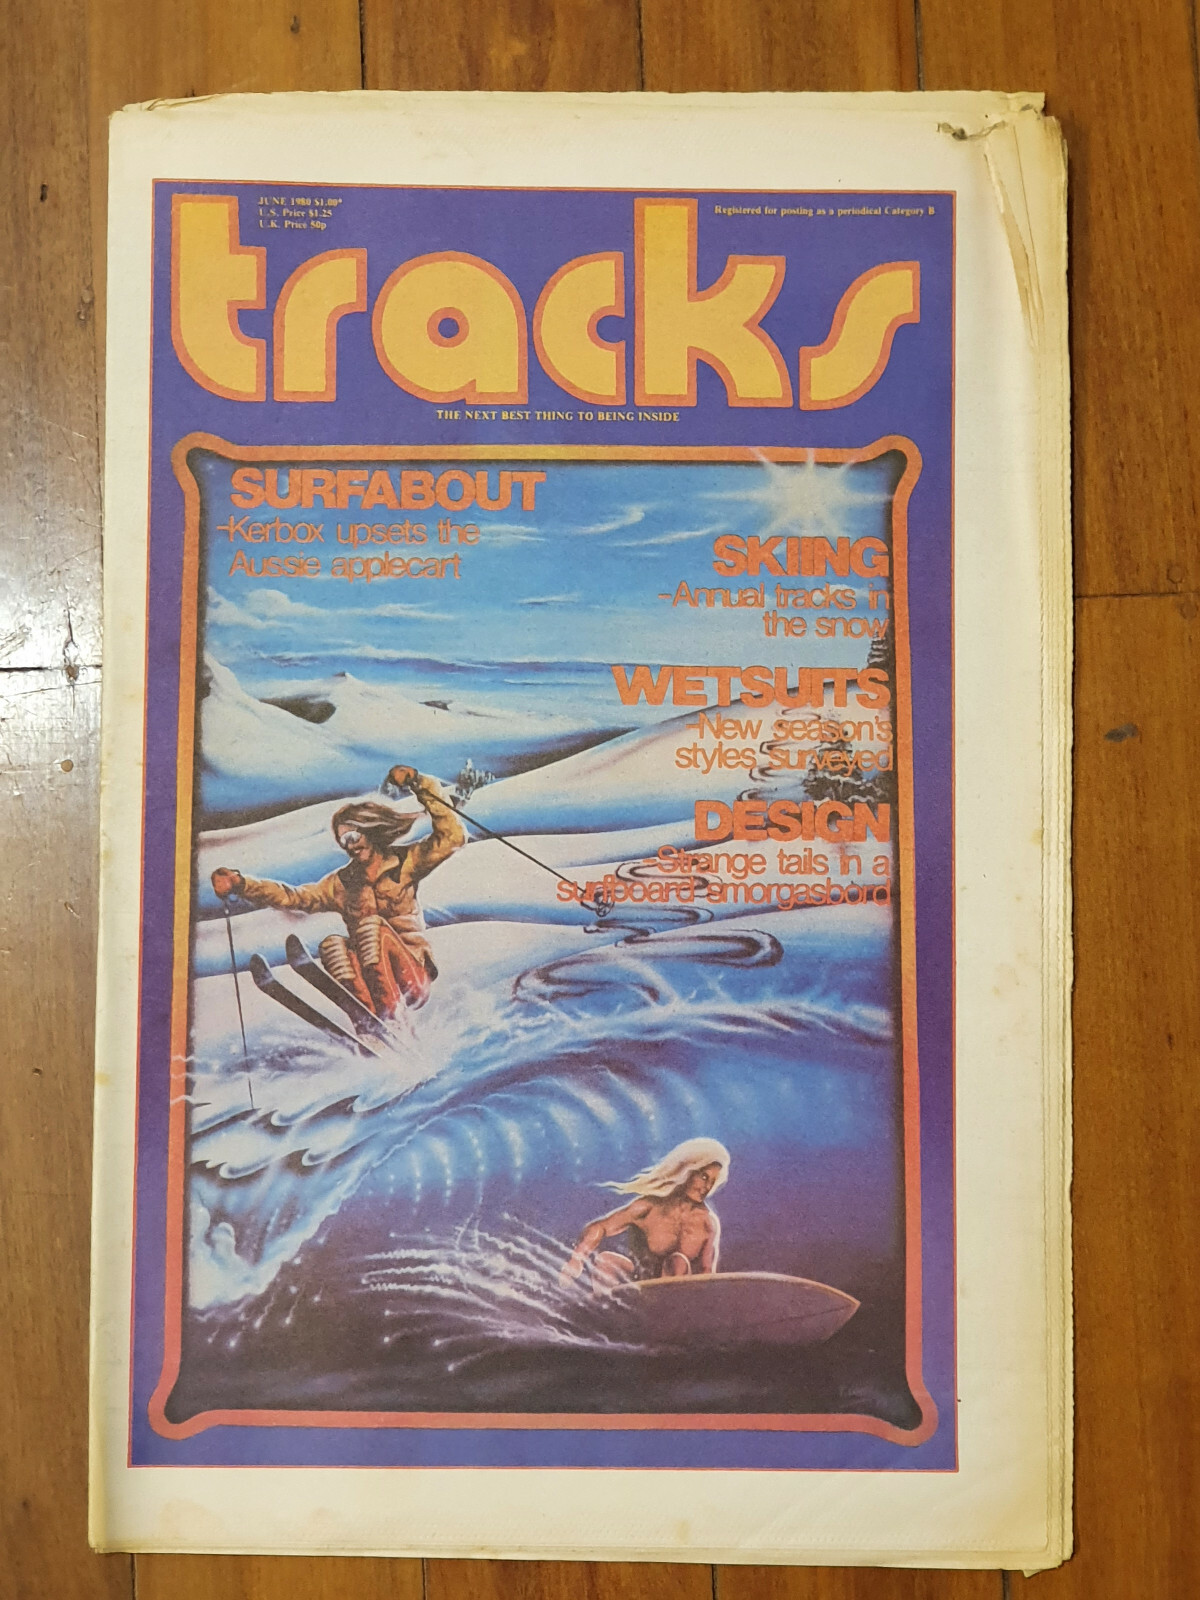 JUNE 1980 $1.00*
U.S. Price $1.25
U.K. Price 50p
Registered for posting as a periodical Category B
tracks
THE NEXT BEST THING TO BEING INSIDE
SURFABOUT
-Kerbox upsets the
Aussie applecart
SKIING
-Annual tracks in
the snow
WETSUITS
-New season's
styles surveyed
DESIGN
-Strange tails in a
surfboard smorgasbord